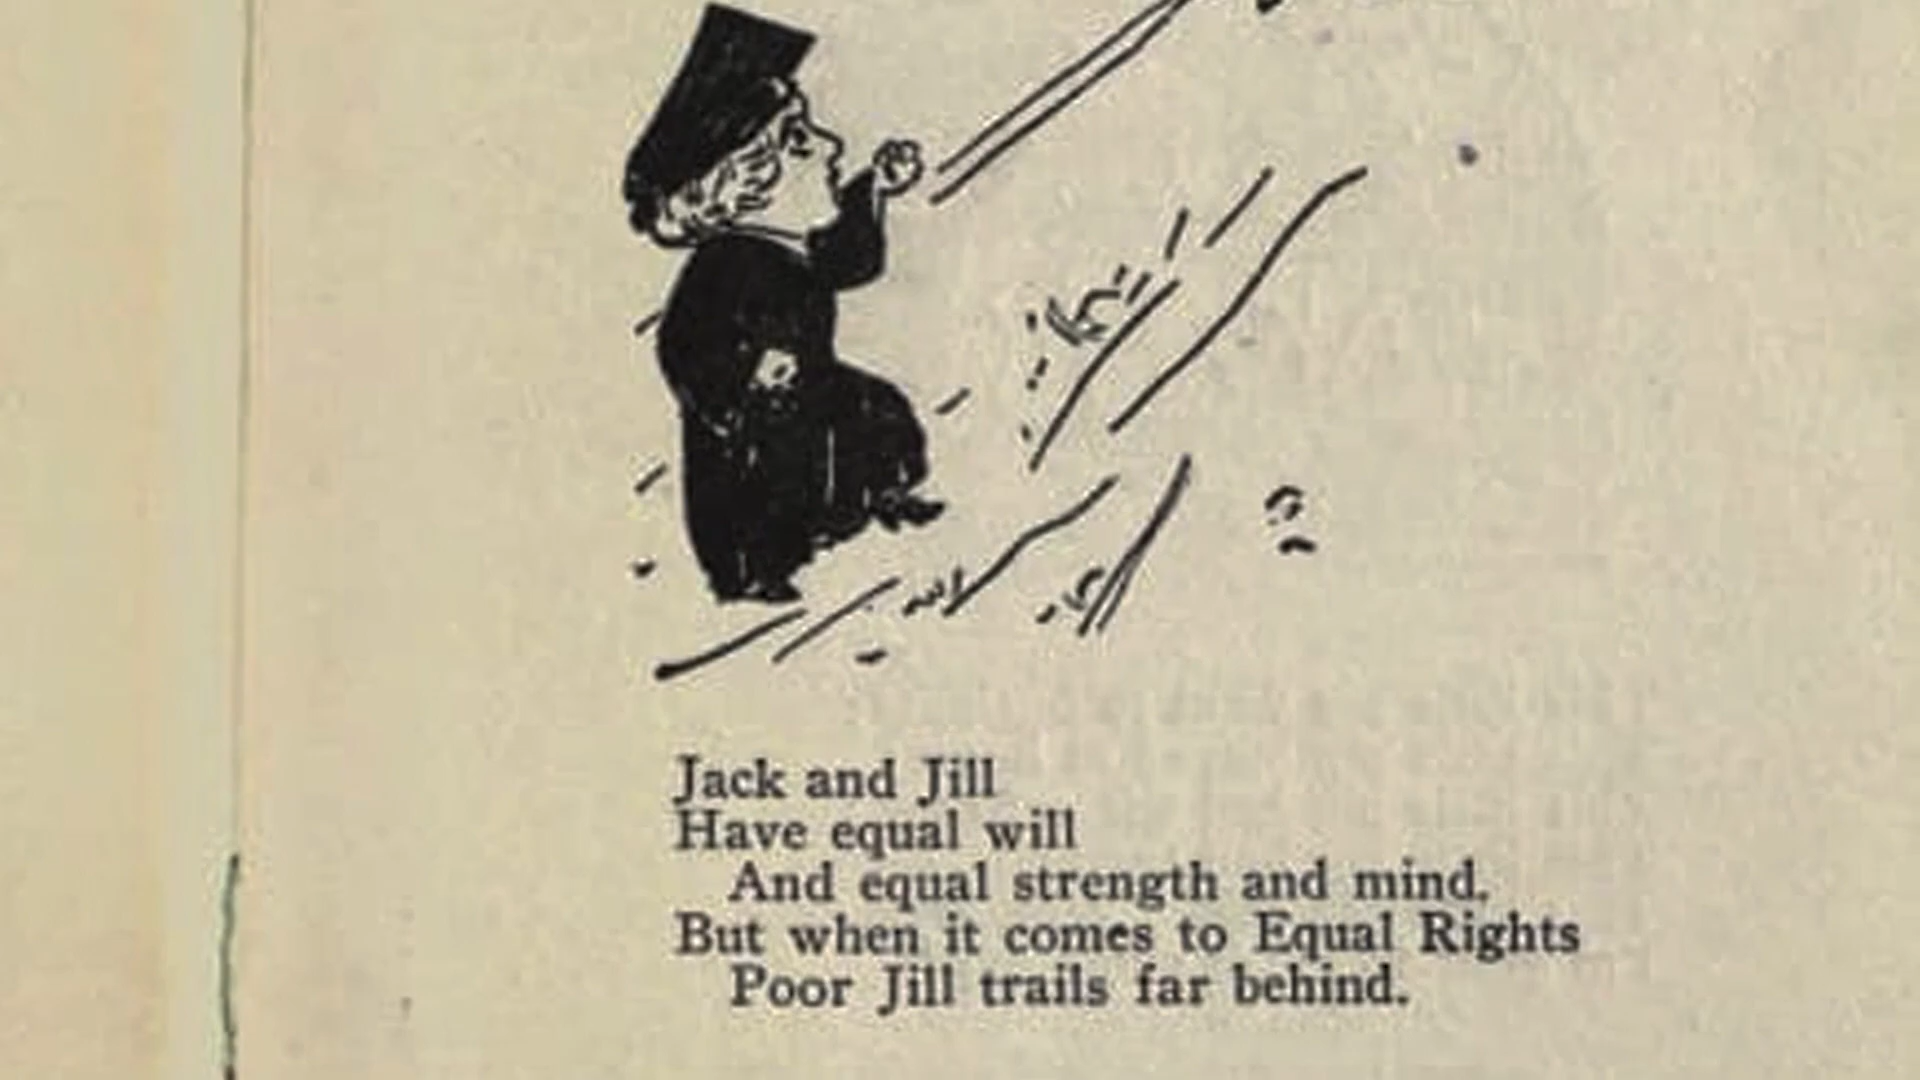 Jack and Jill
Have equal will
And equal strength and mind.
But when it comes to Equal Rights
Poor Jill trails far behind.